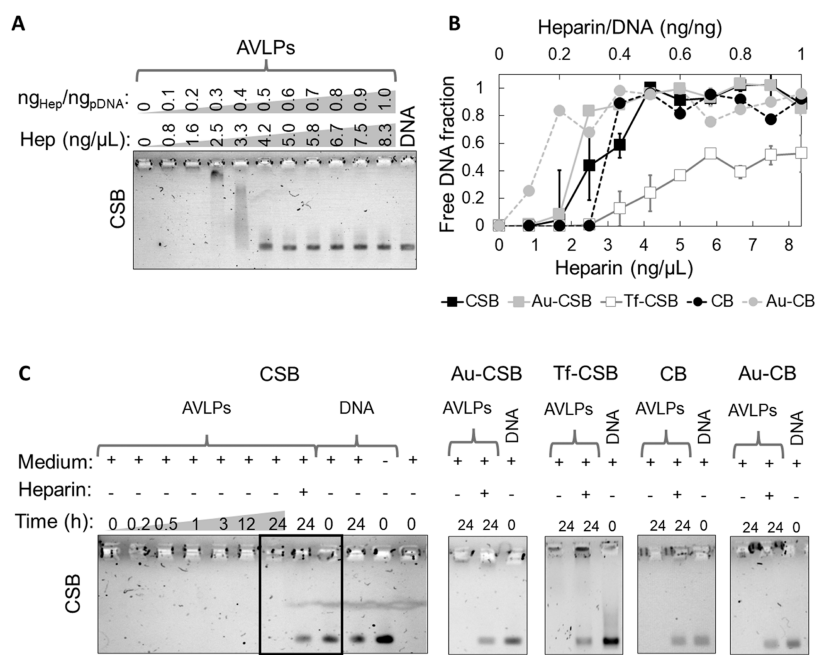 A
AVLPs
ngHep/ngpDNA: 0 0.1 0.2 0.3 0.4 0.5 0.6 0.7 0.8 0.9 1.0
Hep (ng/μL) 0 0.8 1.6 2.5 3.3 4.2 5.0 5.8 6.7 7.5 8.3 DNA
CSB
B
Heparin/DNA (ng/ng)
0 0.2 0.4 0.6 0.8 1
Free DNA fraction
1
0.8
0.6
0.4
0.2
0
0 1 2 3 4 5 6 7 8
Heparin (ng/μL)
CSB Au-CSB Tf-CSB CB Au-CB
C
CSB Au-CSB Tf-CSB CB Au-CB
AVLPs DNA AVLPs DNA AVLPs DNA AVLPs DNA AVLPs DNA
Medium: + + + + + + + + + + - + + + + + + + + + + + + +
Heparin: - - - - - - - + - - - - - + - - + - - + - - + -
Time (h): 0 0.2 0.5 1 3 12 24 24 0 24 0 0 24 24 0 24 24 0 24 24 0 24 24 0
CSB